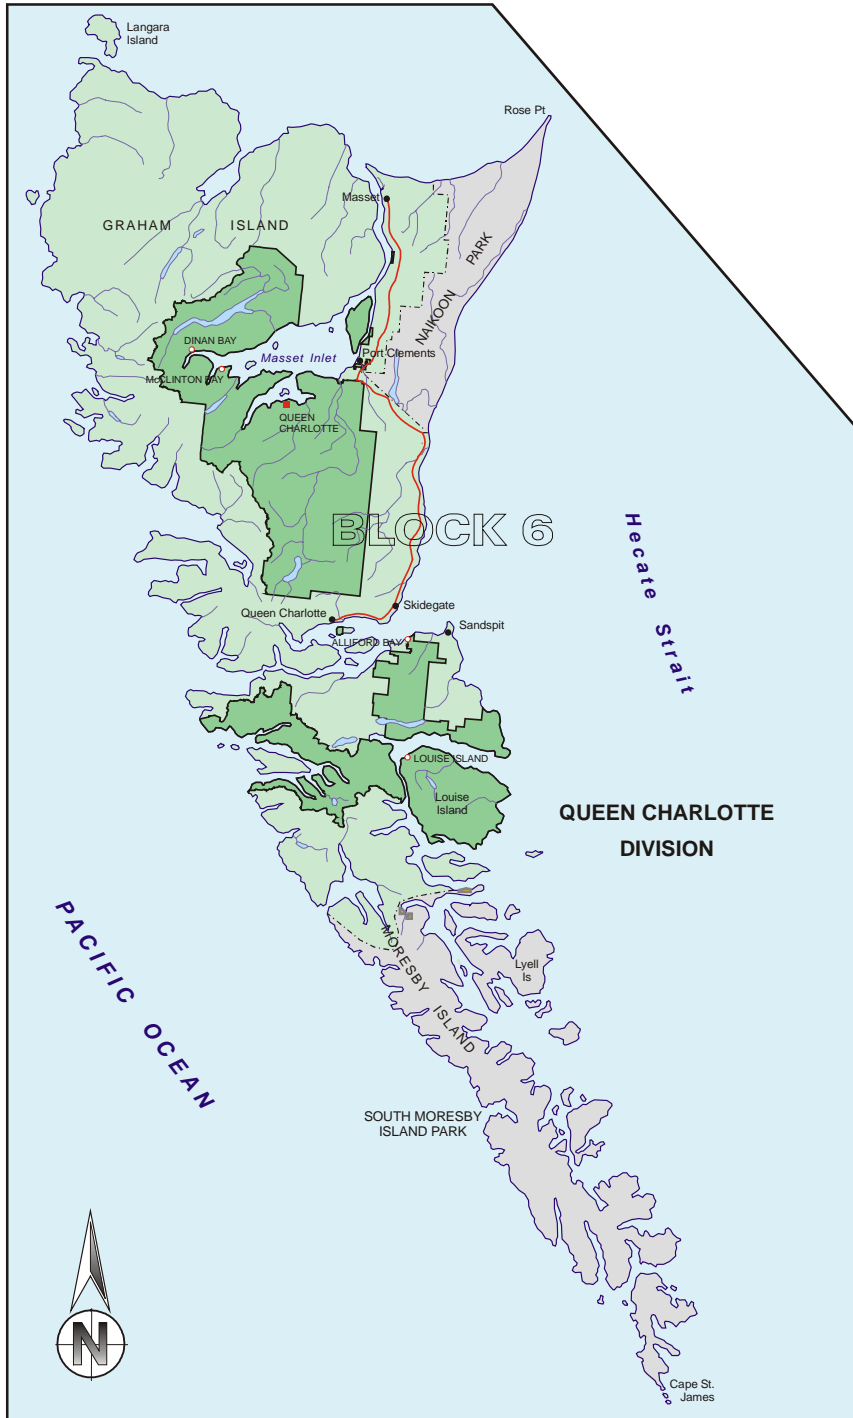 Langara
Island
Rose Pt
Masset
GRAHAM ISLAND
NAIKOON PARK
DINAN BAY
Masset Inlet
Port Clements
McCLINTON BAY
QUEEN
CHARLOTTE
BLOCK 6
Hecate Strait
Queen Charlotte
Skidegate
Sandspit
ALLIFORD BAY
LOUISE ISLAND
Louise
Island
QUEEN CHARLOTTE
DIVISION
PACIFIC OCEAN
MORESBY ISLAND
Lyell
Is
SOUTH MORESBY
ISLAND PARK
N
Cape St.
James